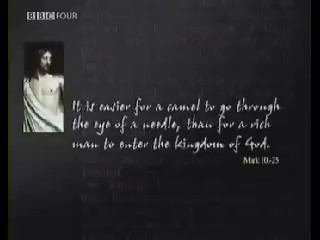 BBC FOUR
It is easier for a camel to go through
the eye of a needle, than for a rich
man to enter the kingdom of God.
Mark 10:25